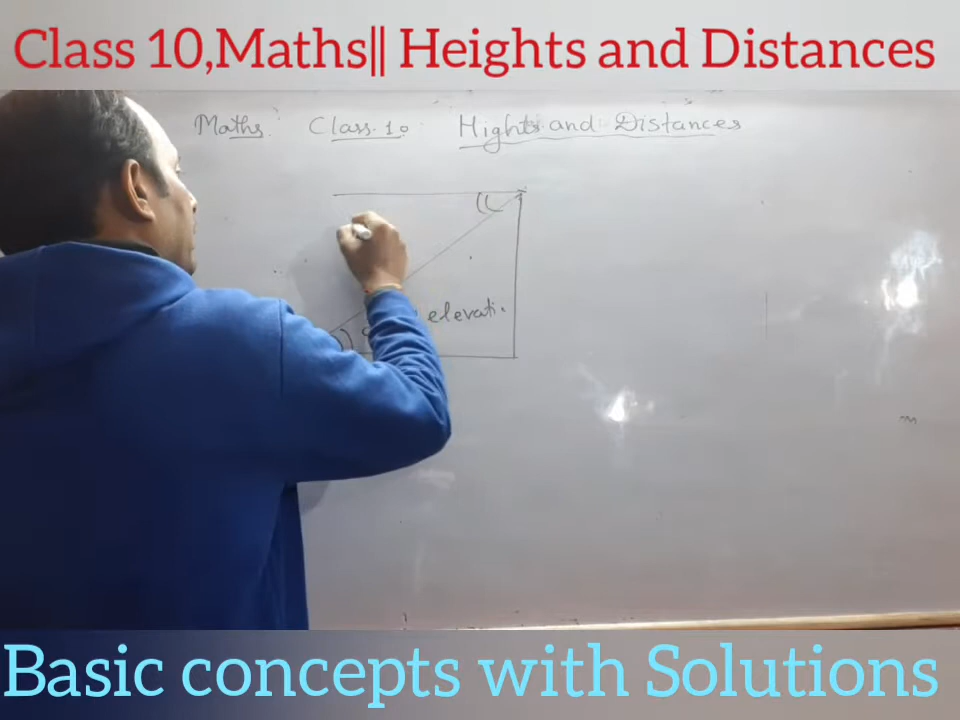 Class 10,Maths|| Heights and Distances
Maths. Class. 10. Hights and Distances
elevati.
Basic concepts with Solutions